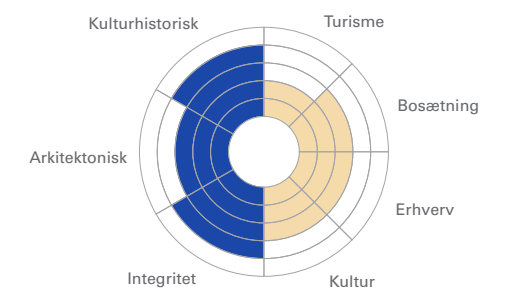 Turisme
Kulturhistorisk
Bosætning
Arkitektonisk
Erhverv
Integritet
Kultur